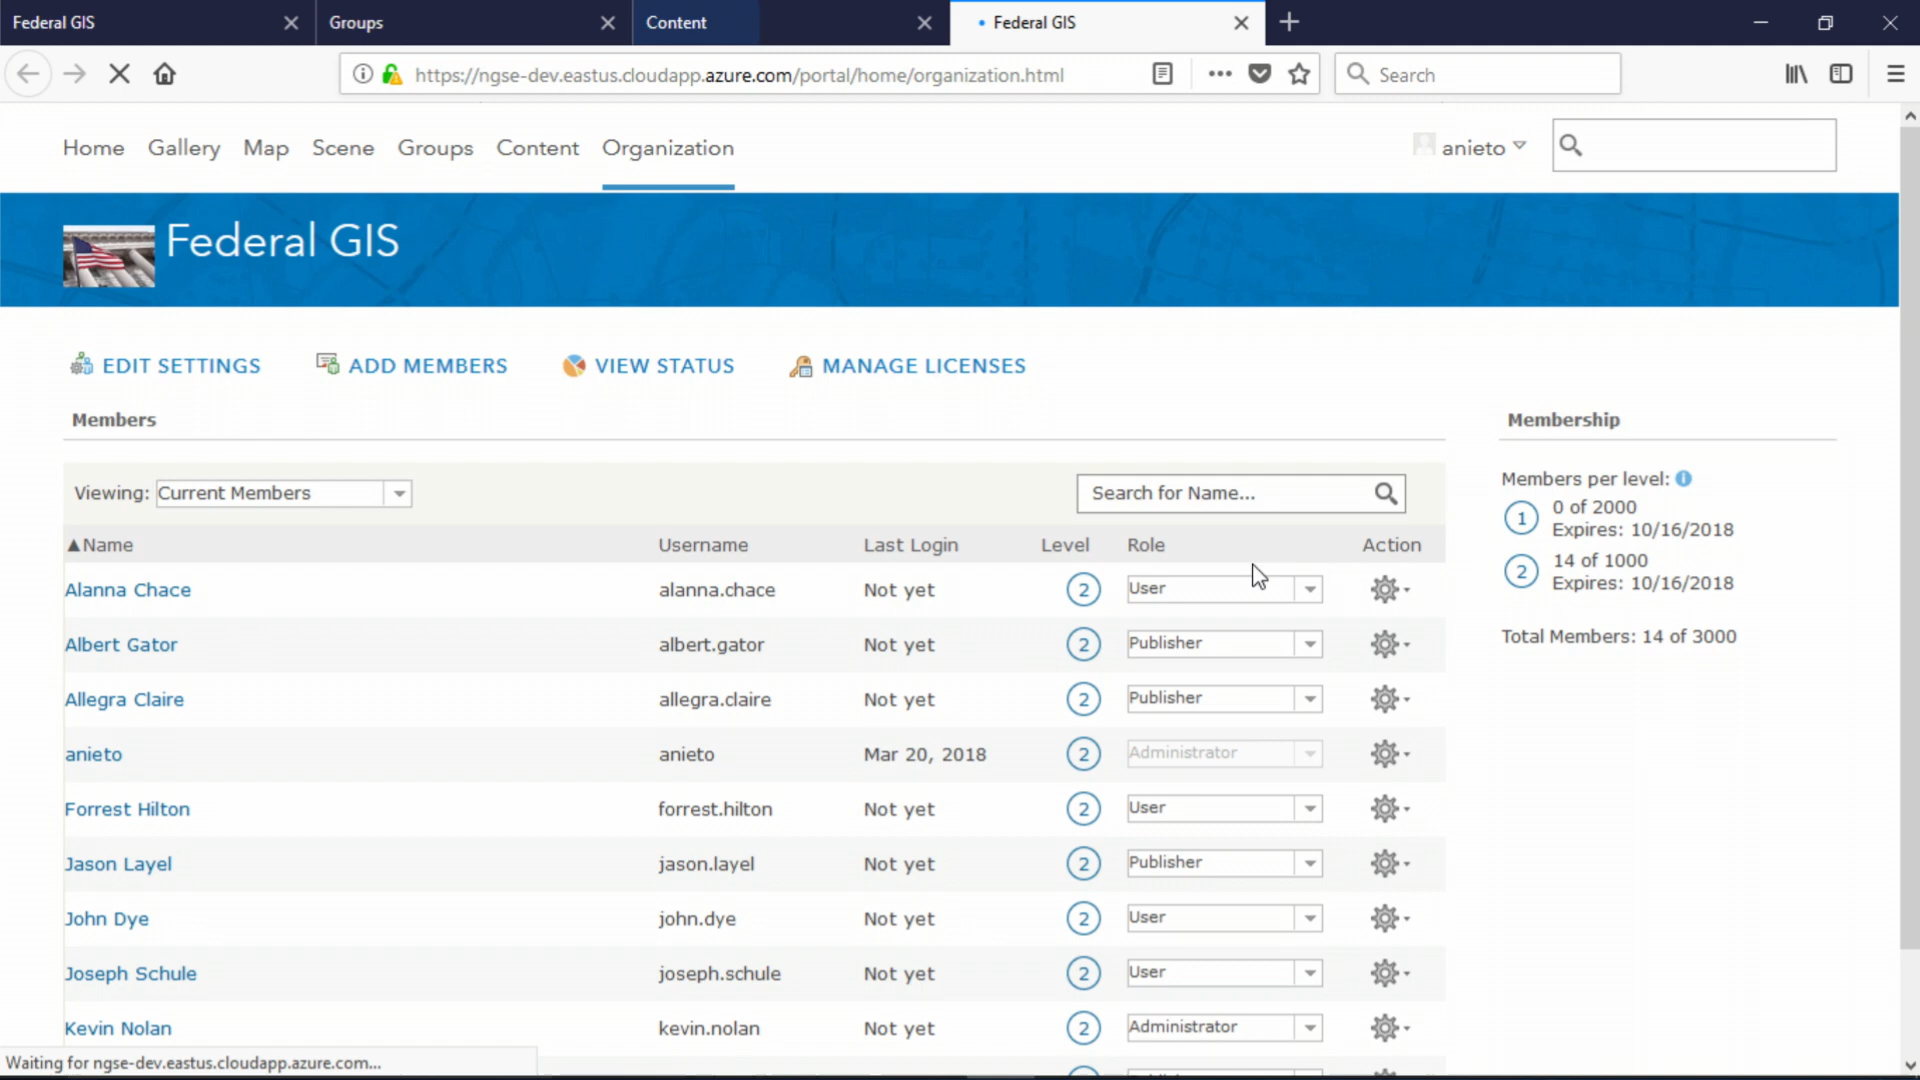 Federal GIS
Groups
Content
Federal GIS
https://ngse-dev.eastus.cloudapp.azure.com/portal/home/organization.html
Search
Home Gallery Map Scene Groups Content Organization
anieto
Federal GIS
EDIT SETTINGS
ADD MEMBERS
VIEW STATUS
MANAGE LICENSES
Members
Viewing: Current Members
Search for Name...
▲Name Username Last Login Level Role Action
Alanna Chace alanna.chace Not yet 2 User
Albert Gator albert.gator Not yet 2 Publisher
Allegra Claire allegra.claire Not yet 2 Publisher
anieto anieto Mar 20, 2018 2 Administrator
Forrest Hilton forrest.hilton Not yet 2 User
Jason Layel jason.layel Not yet 2 Publisher
John Dye john.dye Not yet 2 User
Joseph Schule joseph.schule Not yet 2 User
Kevin Nolan kevin.nolan Not yet 2 Administrator
Membership
Members per level:
1 0 of 2000
Expires: 10/16/2018
2 14 of 1000
Expires: 10/16/2018
Total Members: 14 of 3000
Waiting for ngse-dev.eastus.cloudapp.azure.com...